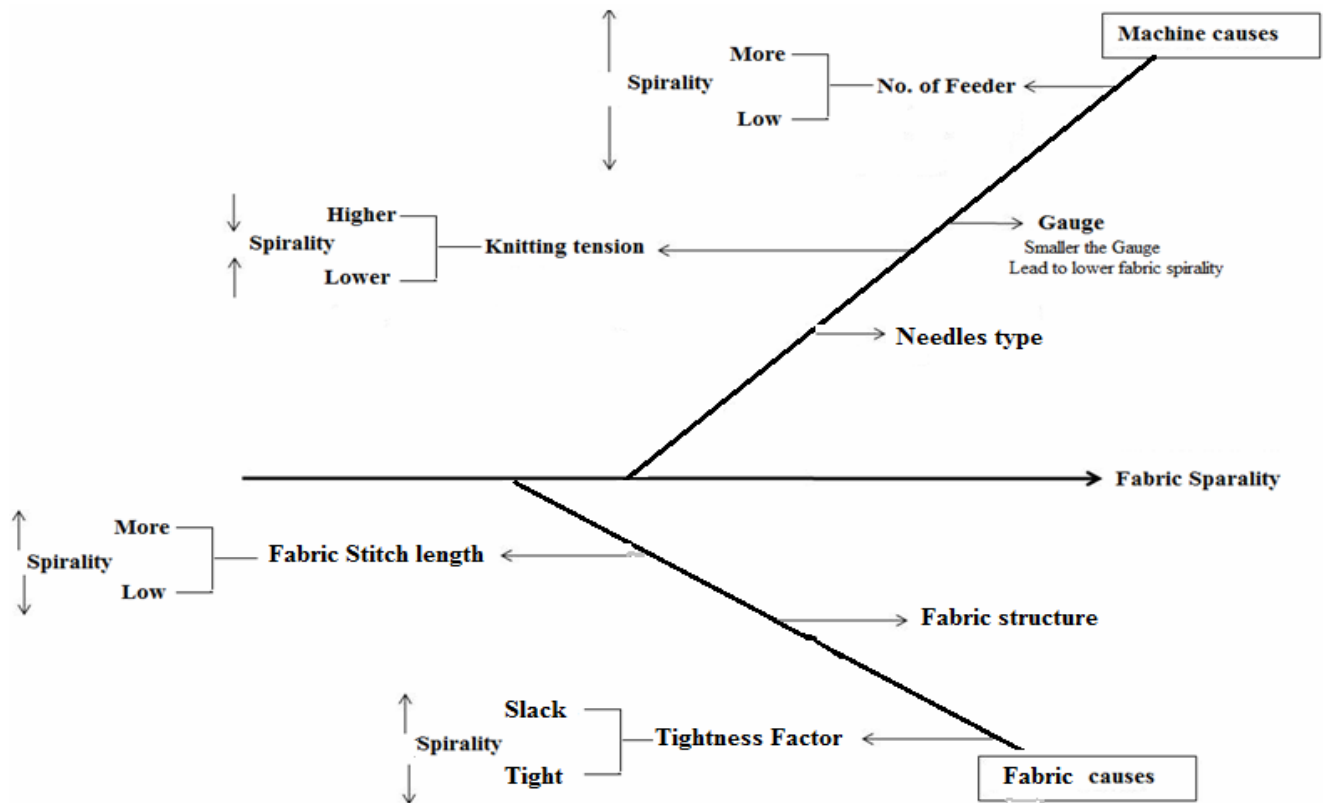 Machine causes
More
Spirality
No. of Feeder
Low
Higher
Spirality
Knitting tension
Lower
Gauge
Smaller the Gauge
Lead to lower fabric spirality
Needles type
Fabric Sparality
More
Spirality
Fabric Stitch length
Low
Fabric structure
Slack
Spirality
Tightness Factor
Tight
Fabric causes